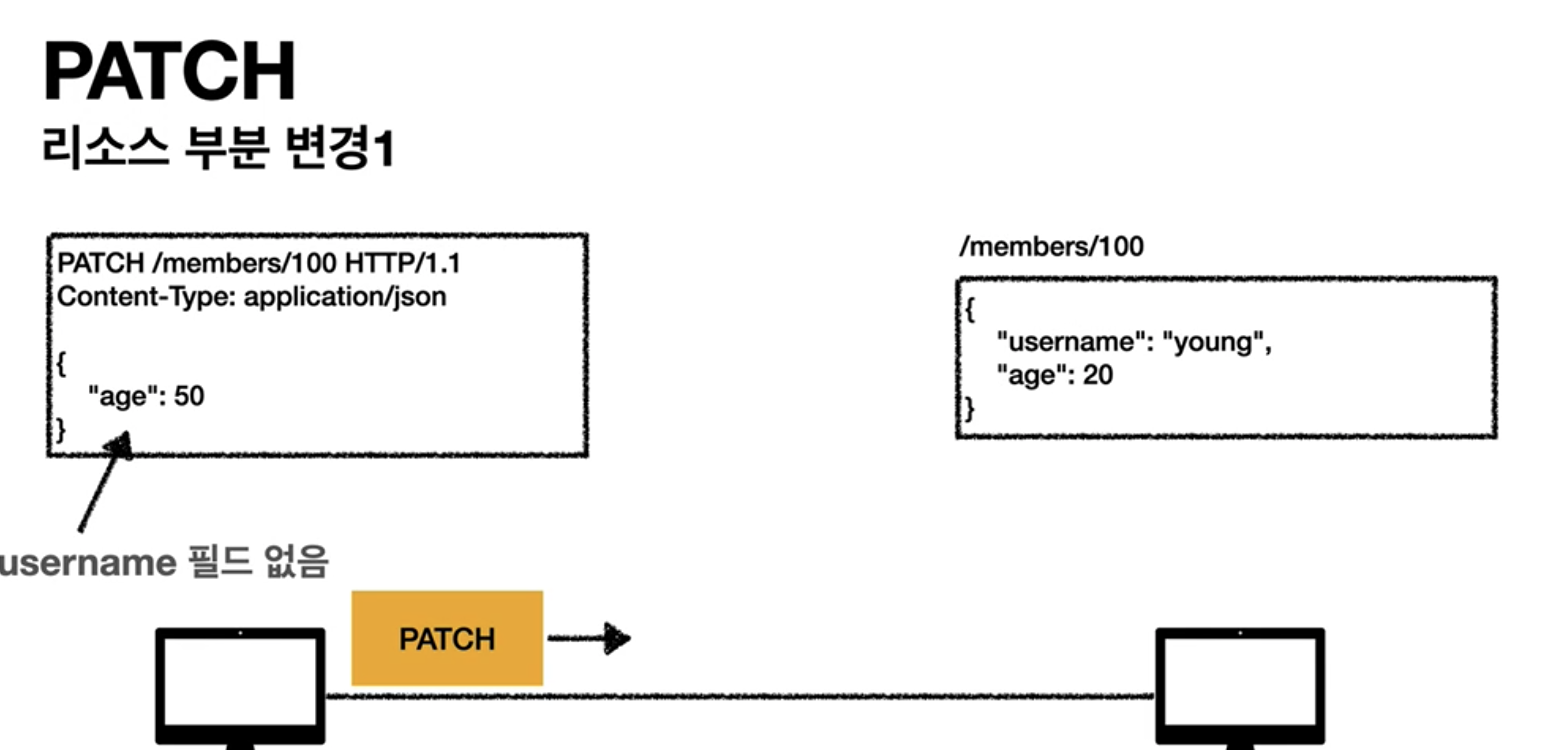 PATCH
리소스 부분 변경1
PATCH /members/100 HTTP/1.1
Content-Type: application/json
{
"age": 50
}
username 필드 없음
/members/100
{
"username": "young",
"age": 20
}
PATCH